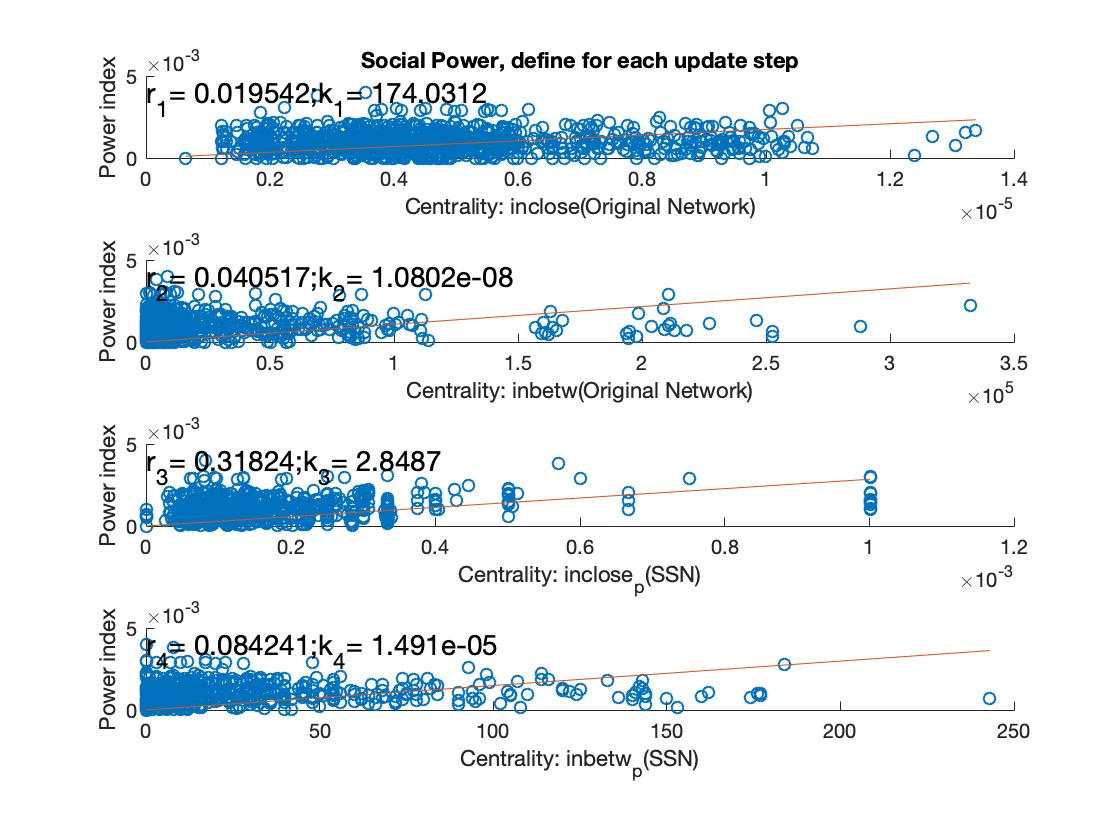 Social Power, define for each update step
×10-3
5
0
Power index
r1= 0.019542;k1= 174.0312
0 0.2 0.4 0.6 0.8 1 1.2 1.4
Centrality: inclose(Original Network)
×10-5
×10-3
5
0
Power index
r2= 0.040517;k2= 1.0802e-08
0 0.5 1 1.5 2 2.5 3 3.5
Centrality: inbetw(Original Network)
×105
×10-3
5
0
Power index
r3= 0.31824;k3= 2.8487
0 0.2 0.4 0.6 0.8 1 1.2
Centrality: inclosep(SSN)
×10-3
×10-3
5
0
Power index
r4= 0.084241;k4= 1.491e-05
0 50 100 150 200 250
Centrality: inbetwp(SSN)